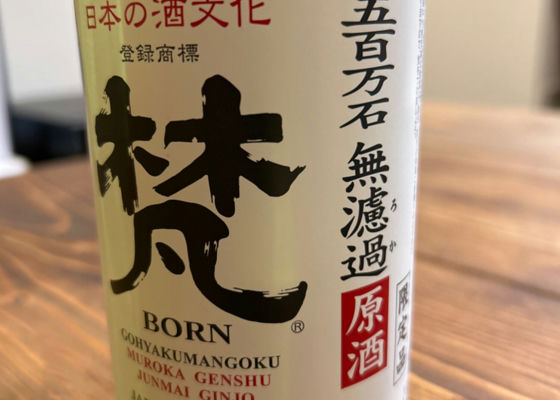 日本の酒文化
登録商標
梵
BORN
GOHYAKUMANGOKU
MUROKA GENSHU
JUNMAI GINJO
五百万石 無濾過
ろか
原酒
限定品